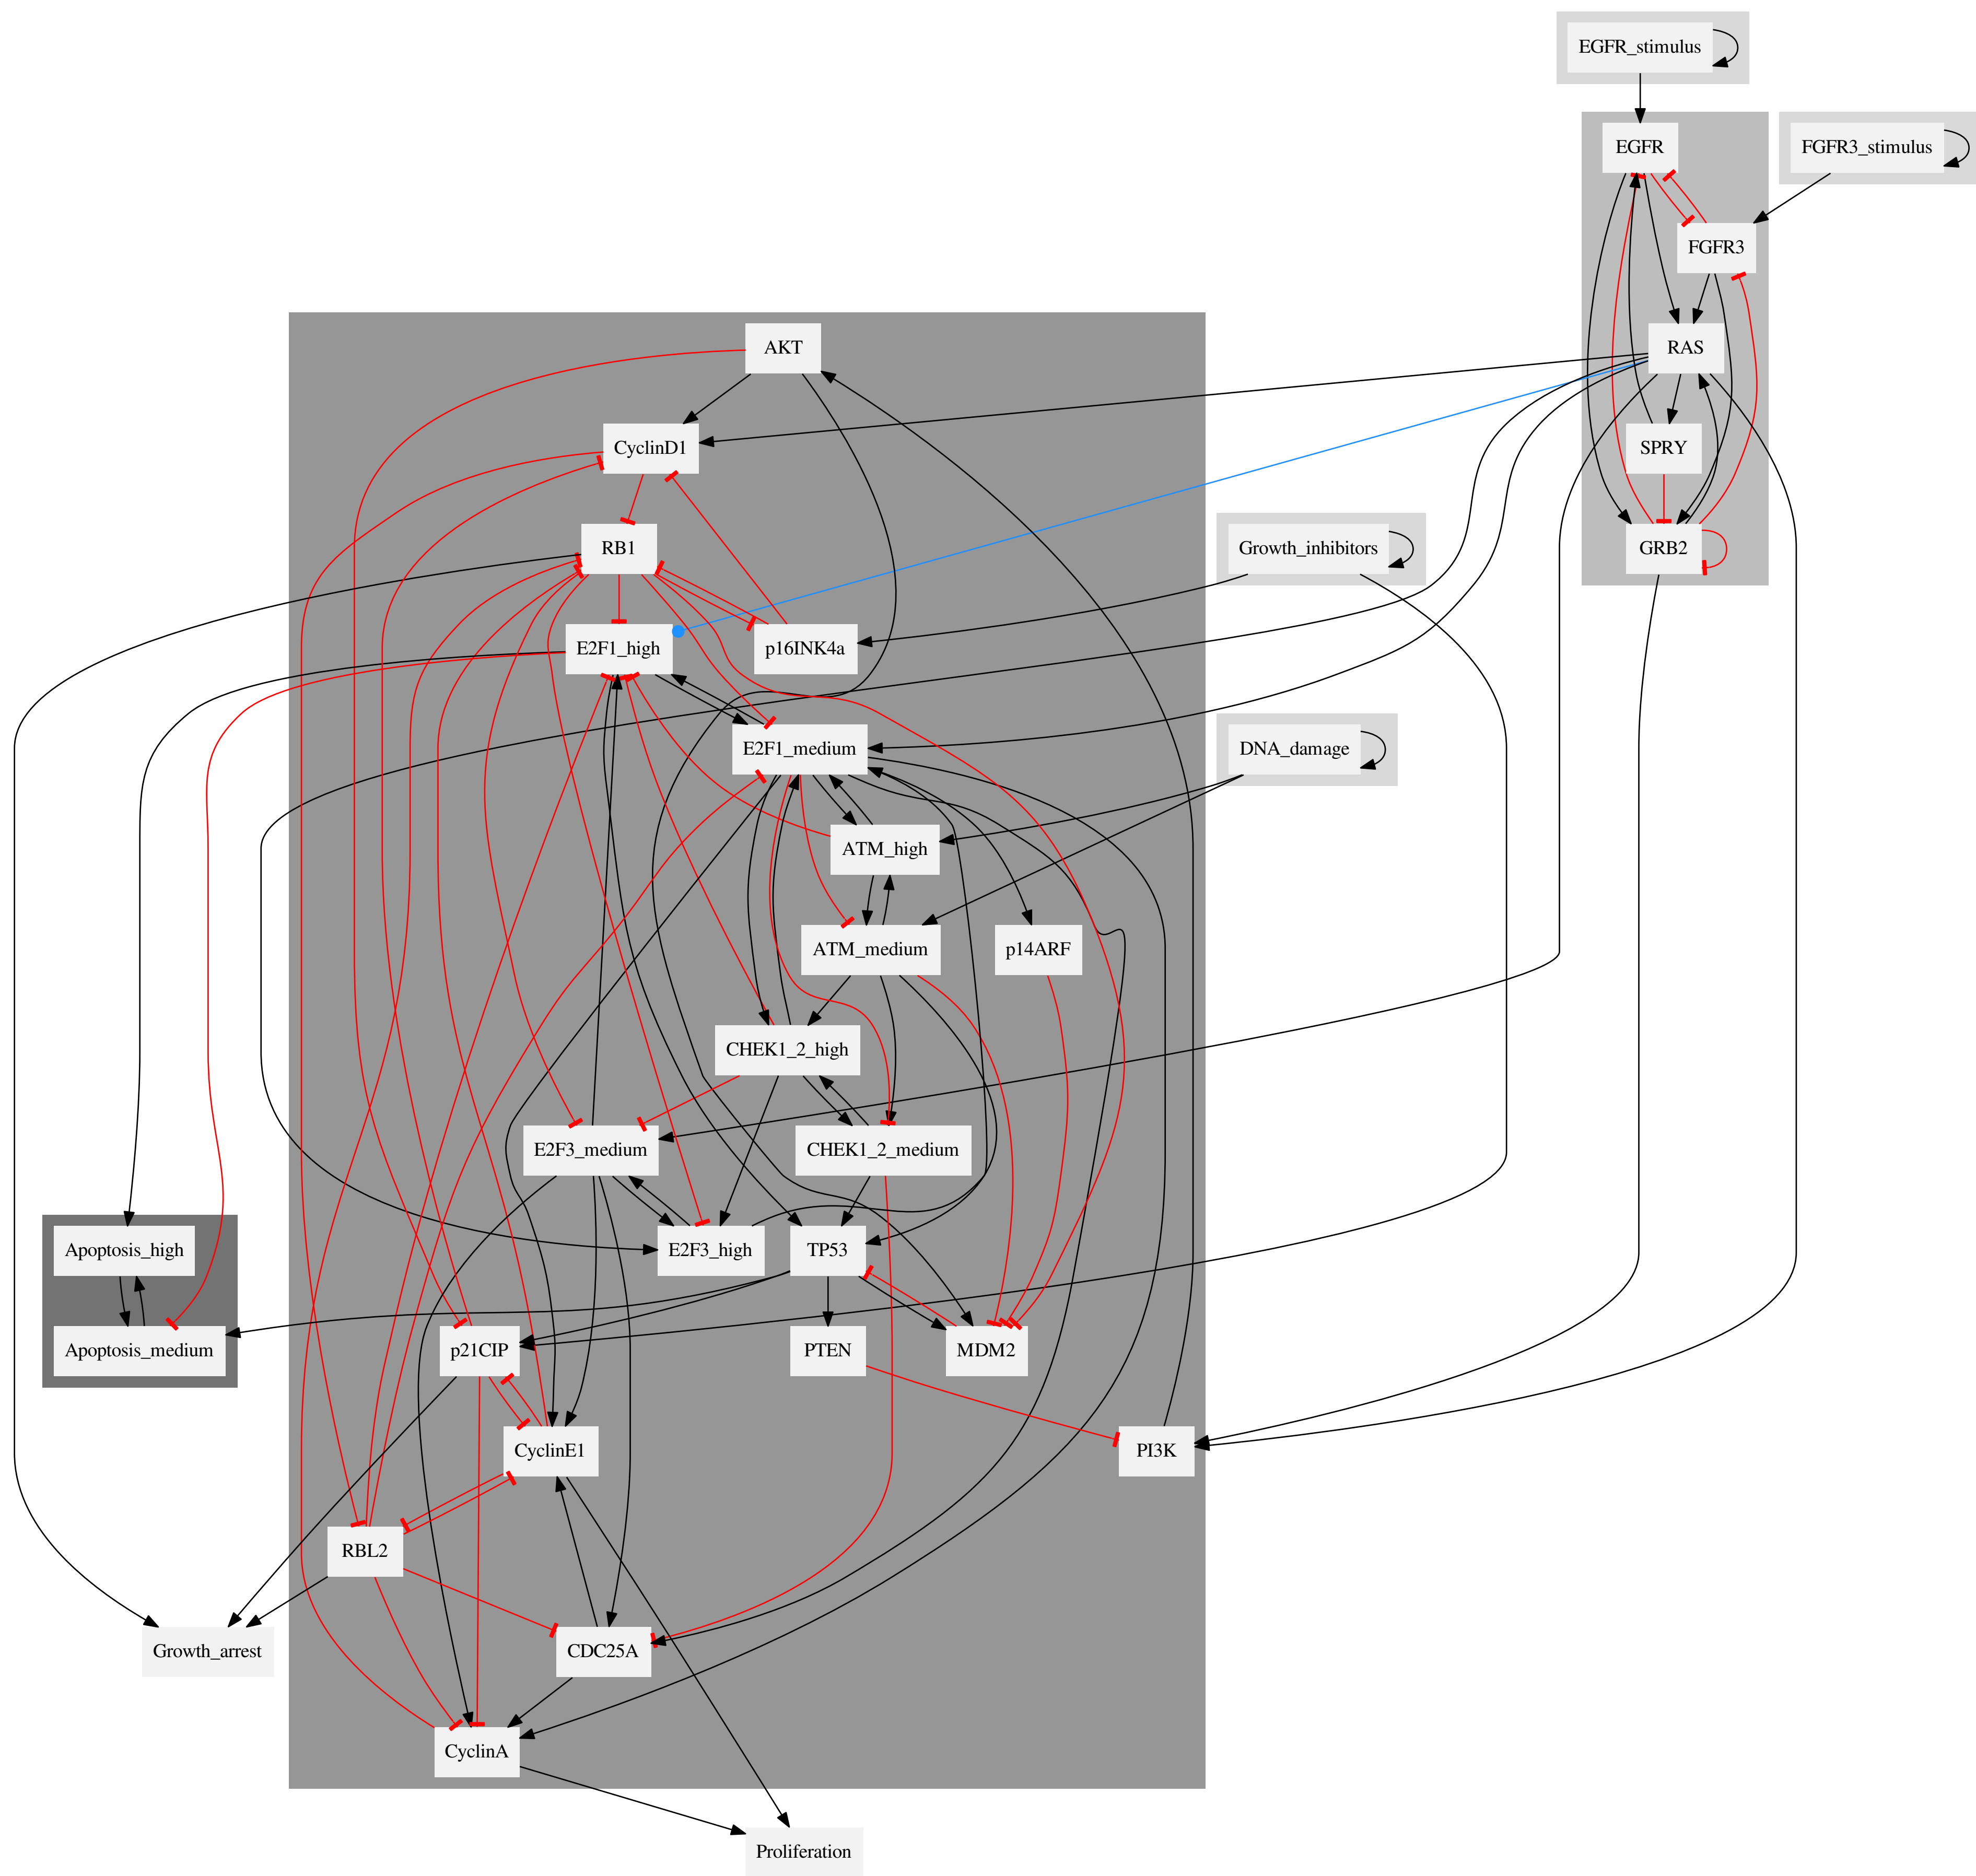 EGFR_stimulus
EGFR
FGFR3_stimulus
FGFR3
AKT
RAS
CyclinD1
SPRY
RB1
Growth_inhibitors
GRB2
E2F1_high
p16INK4a
E2F1_medium
DNA_damage
ATM_high
ATM_medium
p14ARF
CHEK1_2_high
E2F3_medium
CHEK1_2_medium
Apoptosis_high
E2F3_high
TP53
Apoptosis_medium
p21CIP
PTEN
MDM2
CyclinE1
PI3K
RBL2
Growth_arrest
CDC25A
CyclinA
Proliferation